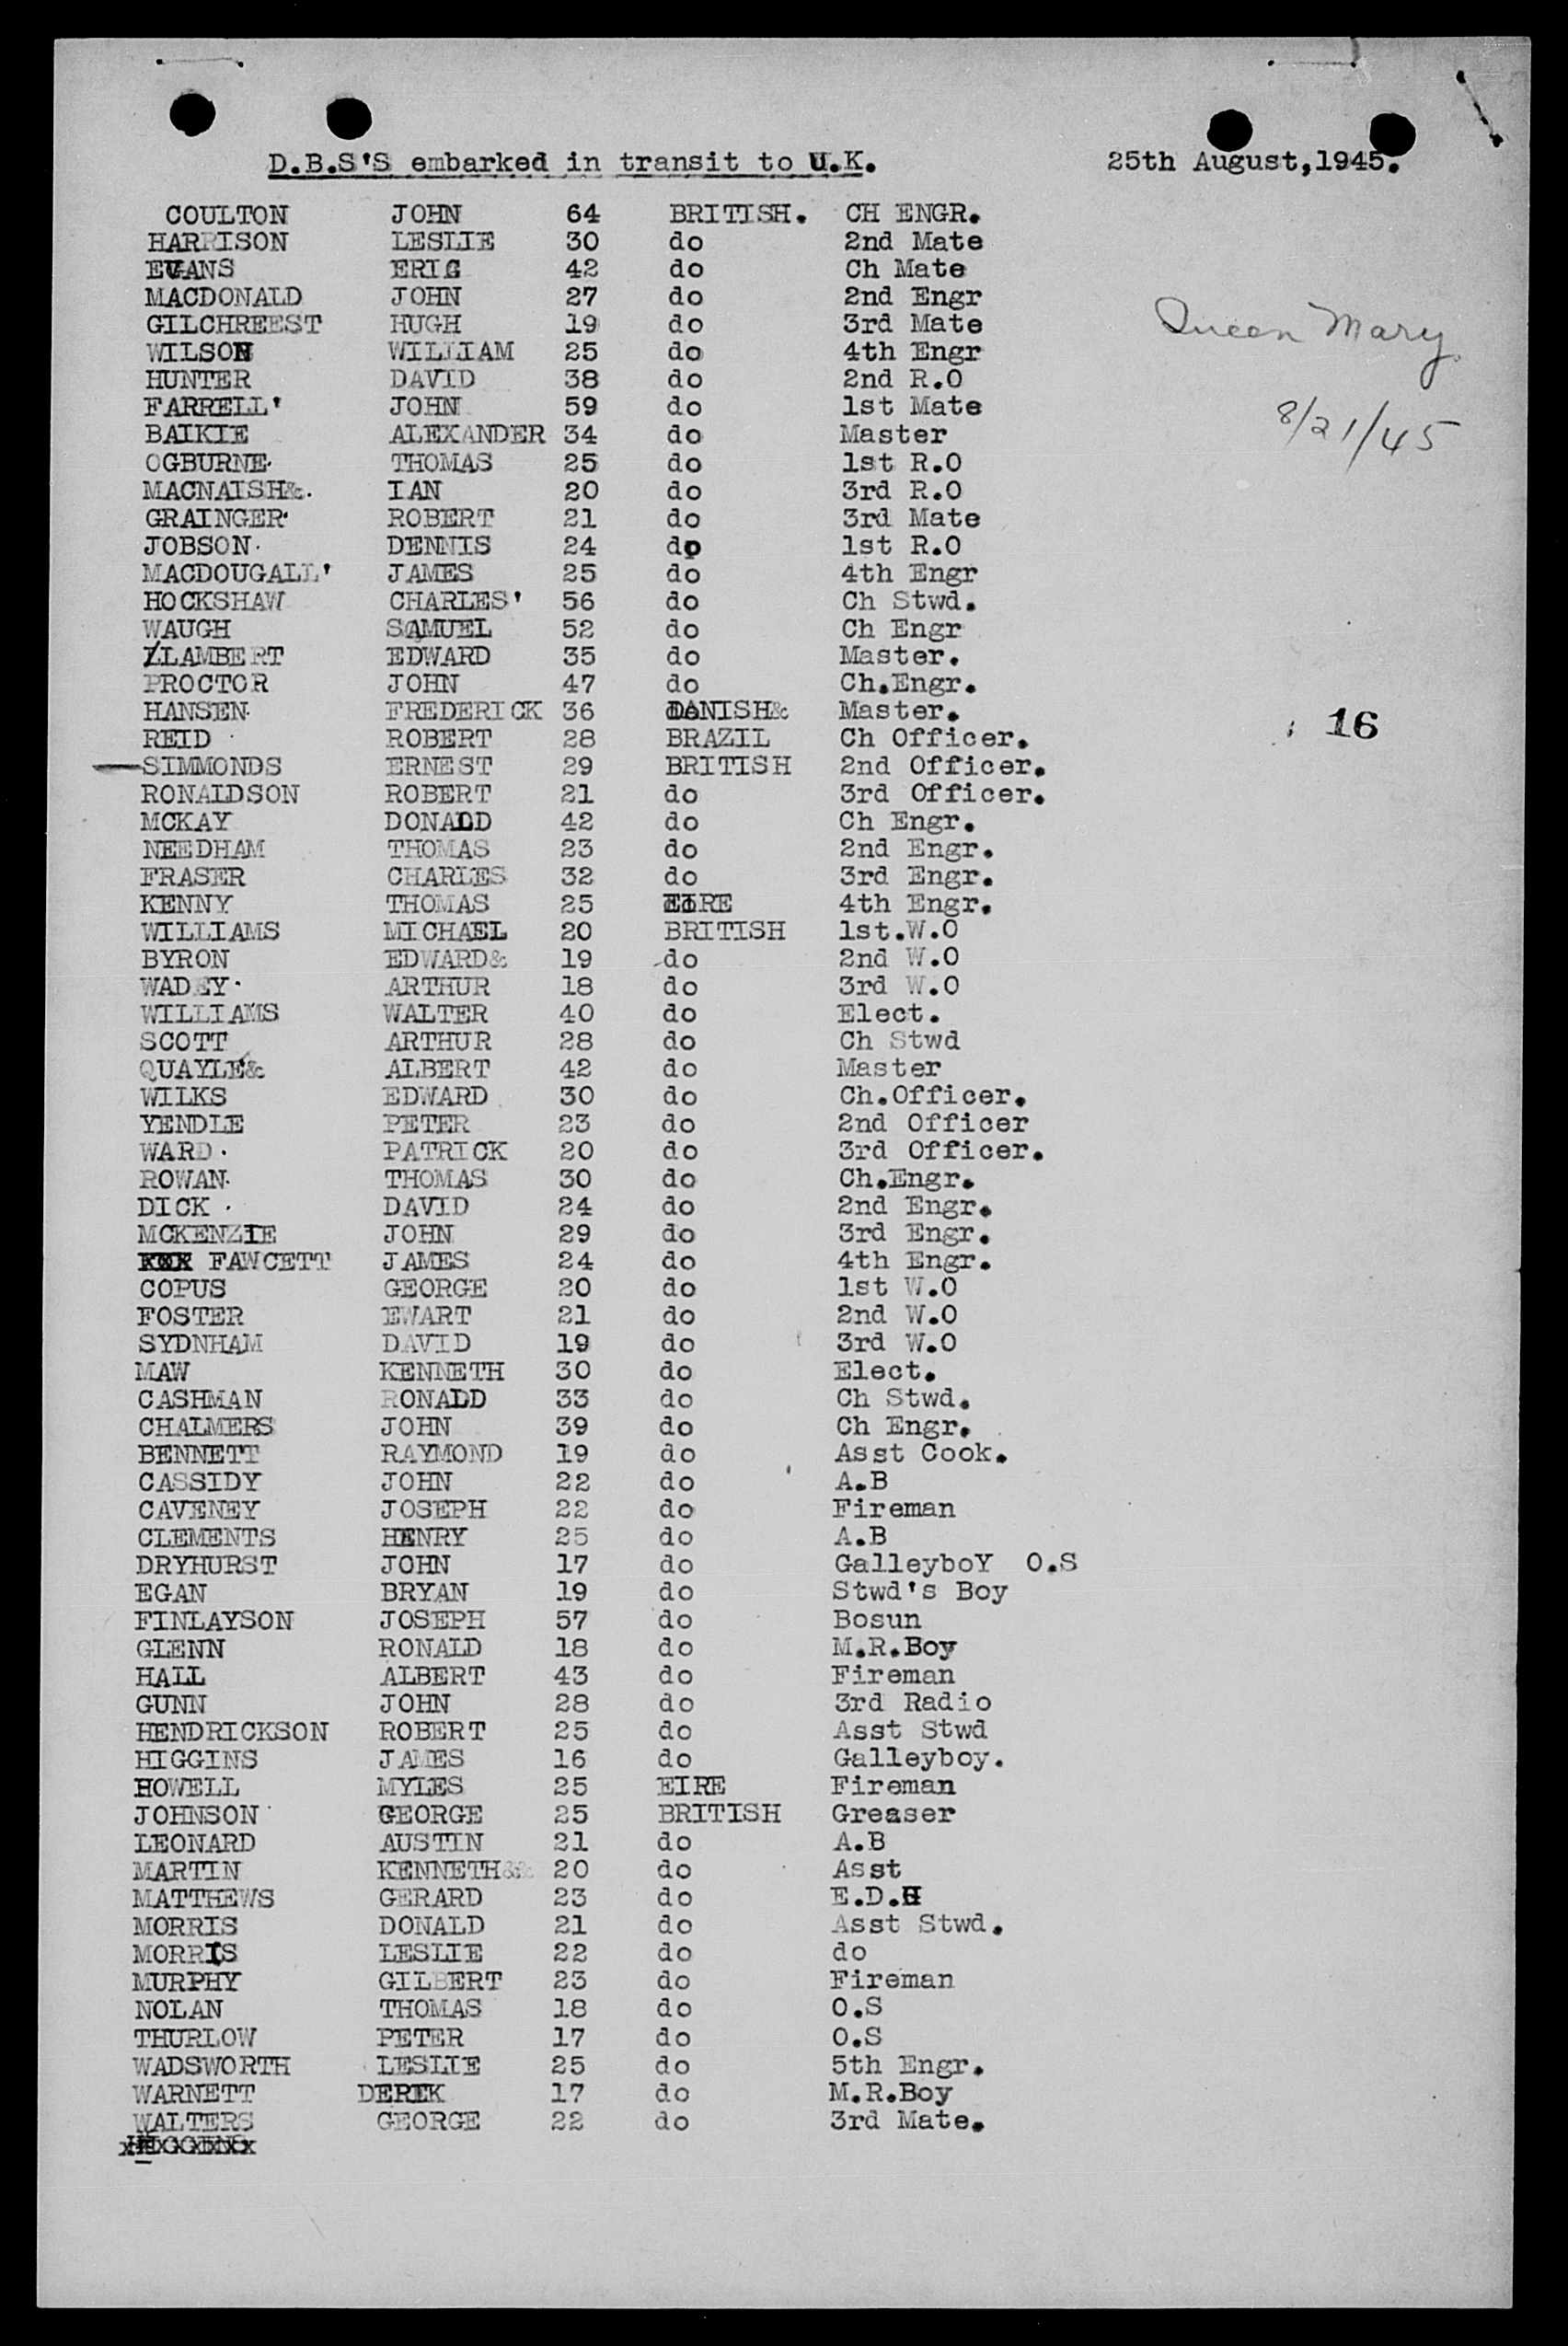 D.B.S'S embarked in transit to U.K. 25th August,1945.
COULTON JOHN 64 BRITISH. CH ENGR.
HARRISON LESLIE 30 do 2nd Mate
EVANS ERIC 42 do Ch Mate
MACDONALD JOHN 27 do 2nd Engr
GILCHREEST HUGH 19 do 3rd Mate
Queen Mary
WILSON WILLIAM 25 do 4th Engr
HUNTER DAVID 38 do 2nd R.O
FARRELL' JOHN 59 do 1st Mate
8/21/45
BAIKIE ALEXANDER 34 do Master
OGBURNE. THOMAS 25 do 1st R.O
MACNAISH&. IAN 20 do 3rd R.O
GRAINGER. ROBERT 21 do 3rd Mate
JOBSON. DENNIS 24 do 1st R.O
MACDOUGALL' JAMES 25 do 4th Engr
HOCKSHAW CHARLES' 56 do Ch Stwd.
WAUGH SAMUEL 52 do Ch Engr
LAMBERT EDWARD 35 do Master.
PROCTOR JOHN 47 do Ch.Engr.
HANSEN. FREDERICK 36 DANISH& Master.
16
REID . ROBERT 28 BRAZIL Ch Officer.
SIMMONDS ERNEST 29 BRITISH 2nd Officer.
RONALDSON ROBERT 21 do 3rd Officer.
MCKAY DONALD 42 do Ch Engr.
NEEDHAM THOMAS 23 do 2nd Engr.
FRASER CHARLES 32 do 3rd Engr.
KENNY THOMAS 25 EIRE 4th Engr.
WILLIAMS MICHAEL 20 BRITISH 1st.W.O
BYRON EDWARD& 19 do 2nd W.O
WADEY. ARTHUR 18 do 3rd W.O
WILLIAMS WALTER 40 do Elect.
SCOTT ARTHUR 28 do Ch Stwd
QUAYLE& ALBERT 42 do Master
WILKS EDWARD 30 do Ch.Officer.
YENDLE PETER 23 do 2nd Officer
WARD. PATRICK 20 do 3rd Officer.
ROWAN. THOMAS 30 do Ch.Engr.
DICK . DAVID 24 do 2nd Engr.
MCKENZIE JOHN 29 do 3rd Engr.
FAWCETT JAMES 24 do 4th Engr.
COPUS GEORGE 20 do 1st W.O
FOSTER EWART 21 do 2nd W.O
SYDNHAM DAVID 19 do 3rd W.O
MAW KENNETH 30 do Elect.
CASHMAN RONALD 33 do Ch Stwd.
CHALMERS JOHN 39 do Ch Engr.
BENNETT RAYMOND 19 do Asst Cook.
CASSIDY JOHN 22 do A.B
CAVENEY JOSEPH 22 do Fireman
CLEMENTS HENRY 25 do A.B
DRYHURST JOHN 17 do GalleyboY O.S
EGAN BRYAN 19 do Stwd's Boy
FINLAYSON JOSEPH 57 do Bosun
GLENN RONALD 18 do M.R.Boy
HALL ALBERT 43 do Fireman
GUNN JOHN 28 do 3rd Radio
HENDRICKSON ROBERT 25 do Asst Stwd
HIGGINS JAMES 16 do Galleyboy.
HOWELL MYLES 25 EIRE Fireman
JOHNSON GEORGE 25 BRITISH Greaser
LEONARD AUSTIN 21 do A.B
MARTIN KENNETH&& 20 do Asst
MATTHEWS GERARD 23 do E.D.H
MORRIS DONALD 21 do Asst Stwd.
MORRIS LESLIE 22 do do
MURPHY GILBERT 23 do Fireman
NOLAN THOMAS 18 do O.S
THURLOW PETER 17 do O.S
WADSWORTH LESLIE 25 do 5th Engr.
WARNETT DEREK 17 do M.R.Boy
WALTERS GEORGE 22 do 3rd Mate.